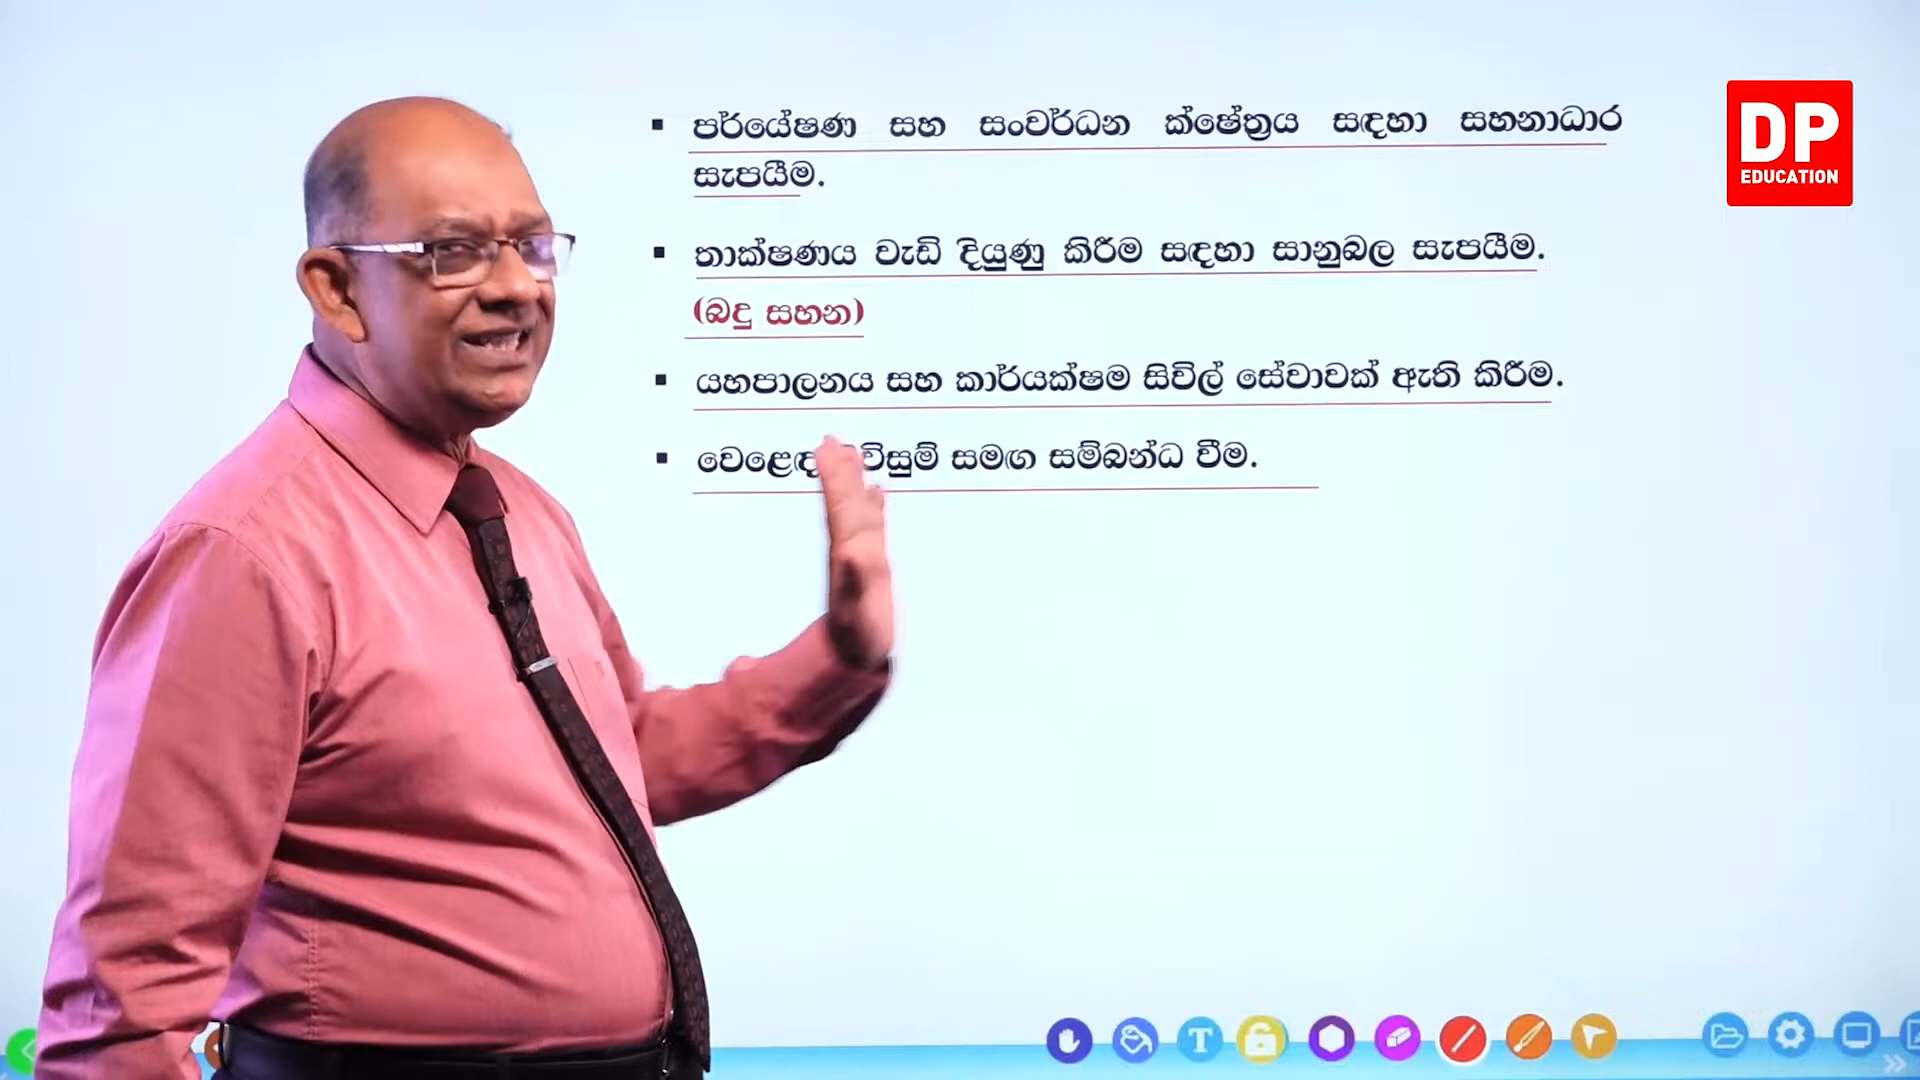 ▪ පර්යේෂණ සහ සංවර්ධන ක්ෂේත්‍රය සඳහා සහනාධාර
සැපයීම.
▪ තාක්ෂණය වැඩි දියුණු කිරීම සඳහා සානුබල සැපයීම.
(බදු සහන)
▪ යහපාලනය සහ කාර්යක්ෂම සිවිල් සේවාවක් ඇති කිරීම.
▪ සමඟ සම්බන්ධ වීම.
DP
EDUCATION
T